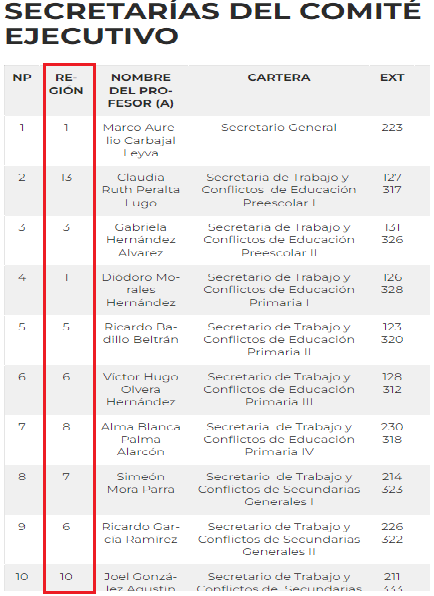 SECRETARÍAS DEL COMITÉ
EJECUTIVO
NP RE- NOMBRE CARTERA EXT
GIÓN DEL PRO-
FESOR (A)
1 1 Marco Aure- Secretario General 223
lio Carbajal
Leyva
2 13 Claudia Secretaria de Trabajo y 127
Ruth Peralta Conflictos de Educación 317
Lugo Preescolar I
3 3 Gabriela Secretaria de Trabajo y 131
Hernández Conflictos de Educación 326
Alvarez Preescolar II
4 1 Diódoro Mo- Secretario de Trabajo y 126
rales Conflictos de Educación 328
Hernández Primaria I
5 5 Ricardo Ba- Secretario de Trabajo y 123
dillo Beltrán Conflictos de Educación 320
Primaria II
6 6 Víctor Hugo Secretario de Trabajo y 128
Olvera Conflictos de Educación 312
Hernández Primaria III
7 8 Alma Blanca Secretaria de Trabajo y 230
Palma Conflictos de Educación 318
Alarcón Primaria IV
8 7 Simeón Secretario de Trabajo y 214
Mora Parra Conflictos de Secundarias 323
Generales I
9 6 Ricardo Gar- Secretario de Trabajo y 226
cia Ramírez Conflictos de Secundarias 322
Generales II
10 10 Joel Gonzá- Secretario de Trabajo y 211
lez Agustín Conflictos de Secundarias